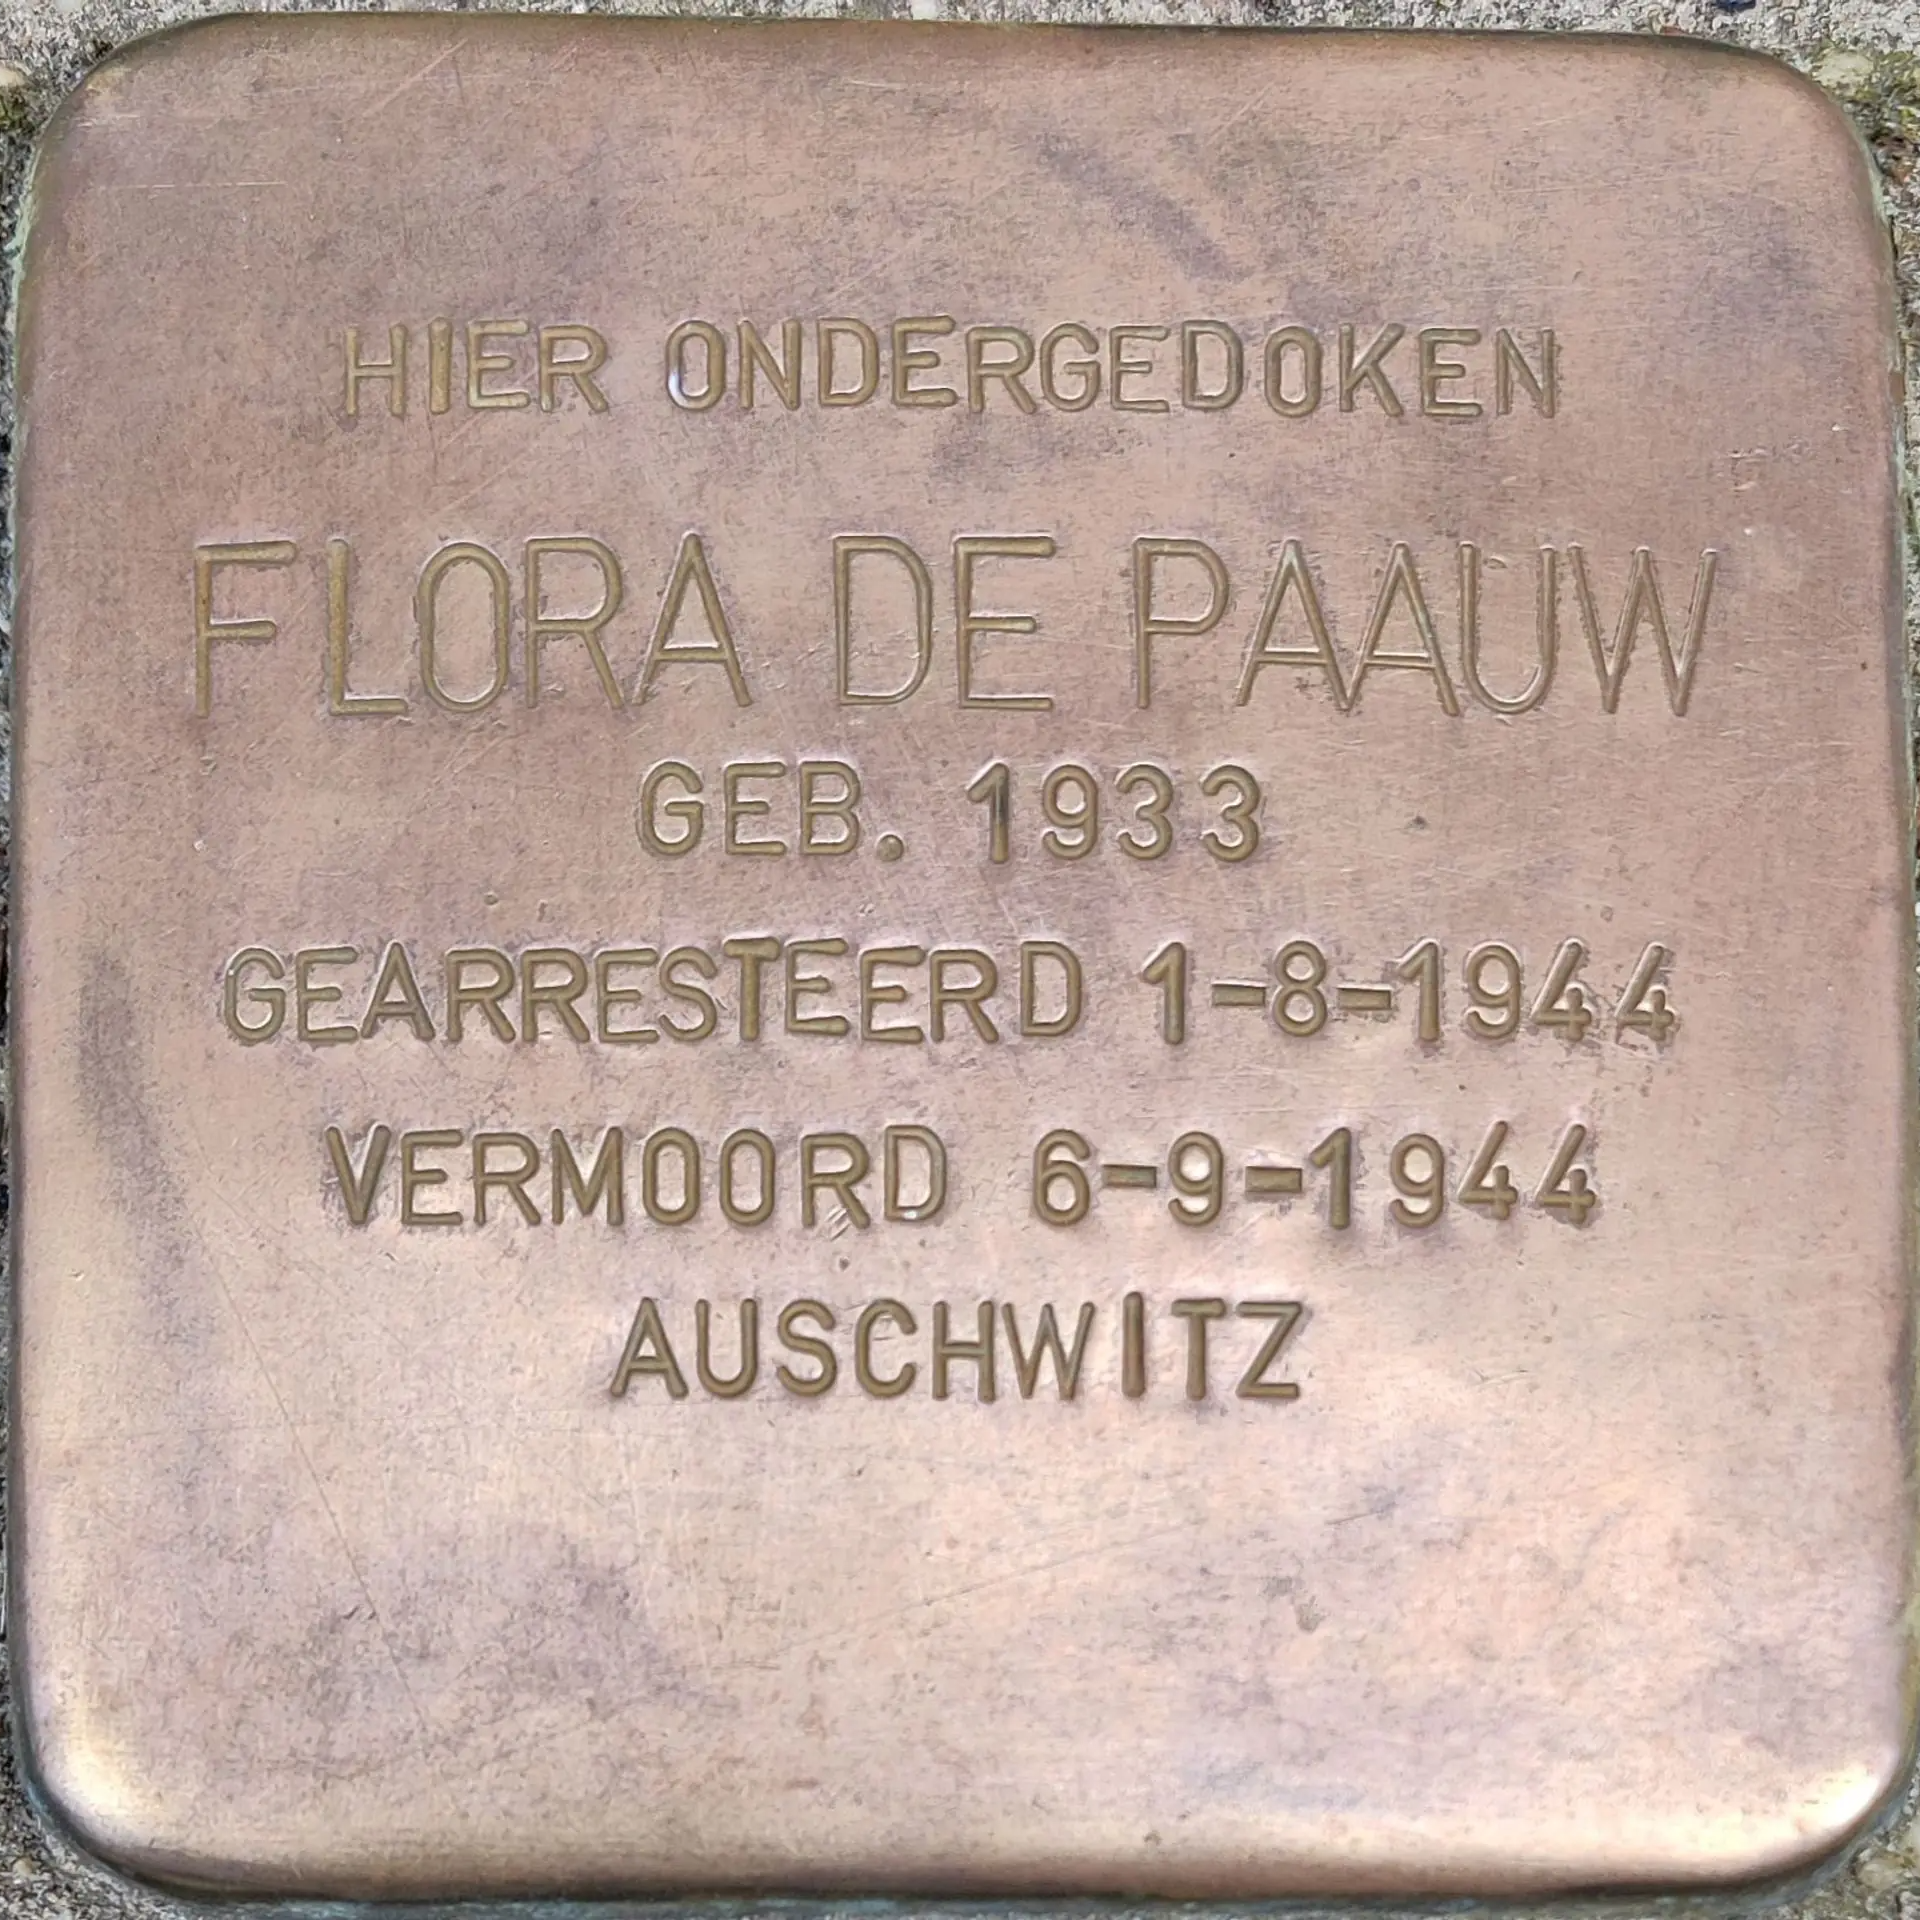 HIER ONDERGEDOKEN
FLORA DE PAAUW
GEB. 1933
GEARRESTEERD 1-8-1944
VERMOORD 6-9-1944
AUSCHWITZ